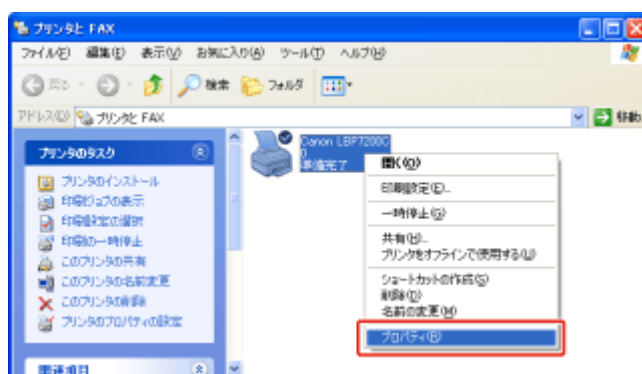 プリンタと FAX
ファイル(F) 編集(E) 表示(V) お気に入り(A) ツール(T) ヘルプ(H)
戻る 検索 フォルダ
アドレス(D) プリンタと FAX 移動
プリンタのタスク
プリンタのインストール
印刷ジョブの表示
印刷設定の選択
印刷の一時停止
このプリンタの共有
このプリンタの名前変更
このプリンタの削除
プリンタのプロパティの設定
関連項目
Canon LBP7200C
0
準備完了
開く(O)
印刷設定(E)...
一時停止(G)
共有(H)...
プリンタをオフラインで使用する(U)
ショートカットの作成(S)
削除(D)
名前の変更(M)
プロパティ(R)